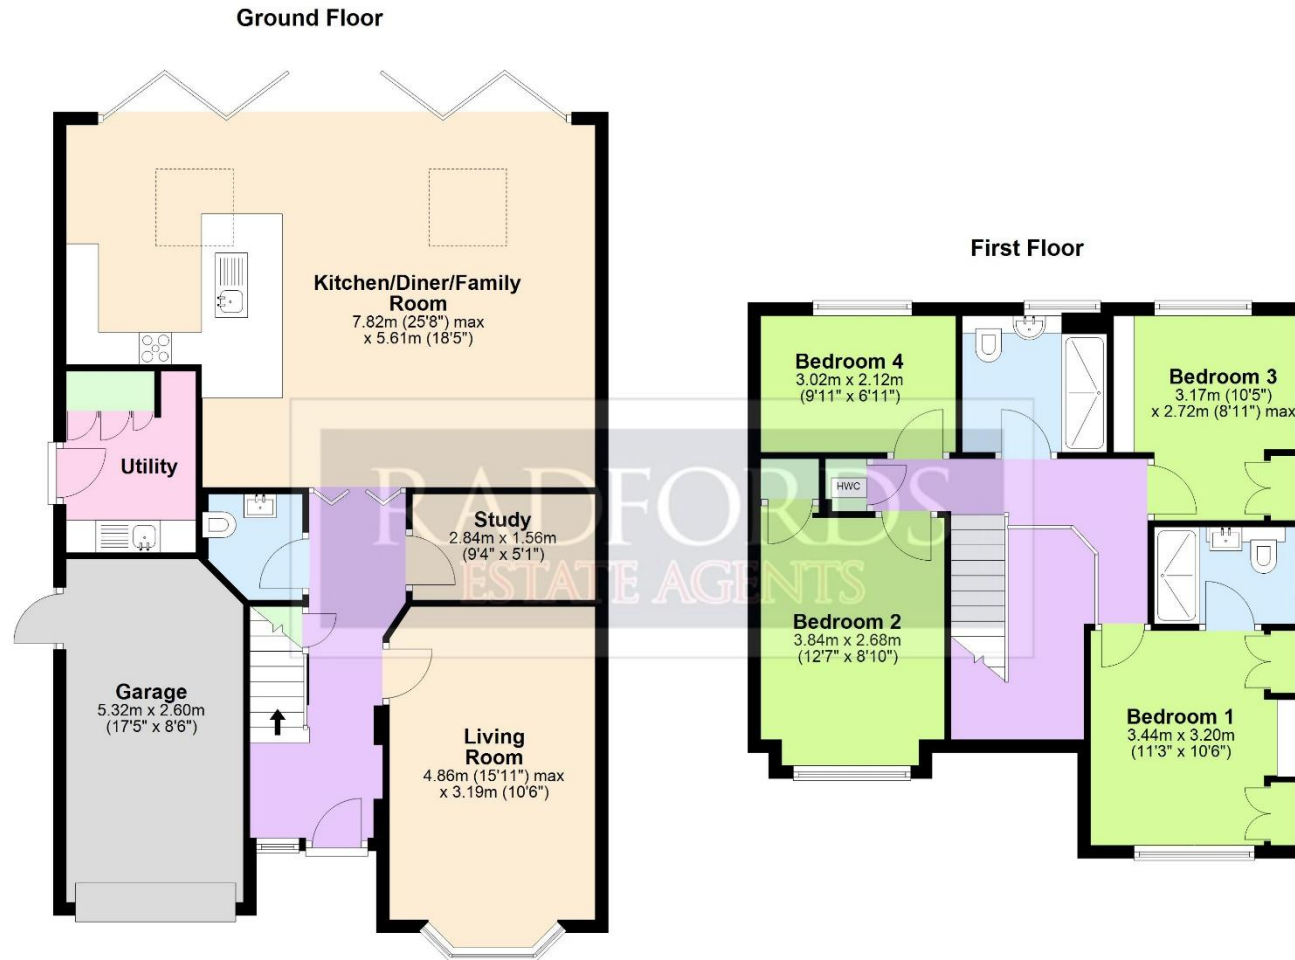 Ground Floor
Kitchen/Diner/Family
Room
7.82m (25'8") max
x 5.61m (18'5")
Utility
Study
2.84m x 1.56m
(9'4" x 5'1")
Garage
5.32m x 2.60m
(17'5" x 8'6")
Living
Room
4.86m (15'11") max
x 3.19m (10'6")
First Floor
Bedroom 4
3.02m x 2.12m
(9'11" x 6'11")
Bedroom 3
3.17m (10'5")
x 2.72m (8'11") max
HWC
Bedroom 2
3.84m x 2.68m
(12'7" x 8'10")
Bedroom 1
3.44m x 3.20m
(11'3" x 10'6")
RADFORDS
ESTATE AGENTS